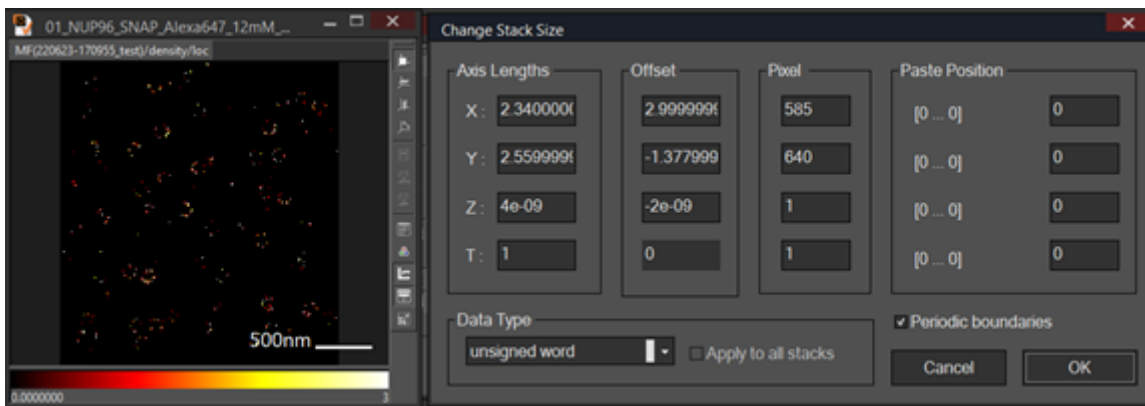 01_NUP96_SNAP_Alexa647_12mM_...
MF(220623-170955_test)/density/loc
500nm
0.0000000 3
Change Stack Size
Axis Lengths Offset Pixel Paste Position
X: 2.3400000( 2.9999999 585 [0 ... 0] 0
Y: 2.5599999 -1.377999 640 [0 ... 0] 0
Z: 4e-09 -2e-09 1 [0 ... 0] 0
T: 1 0 1 [0 ... 0] 0
Data Type
unsigned word
Apply to all stacks
Periodic boundaries
Cancel OK